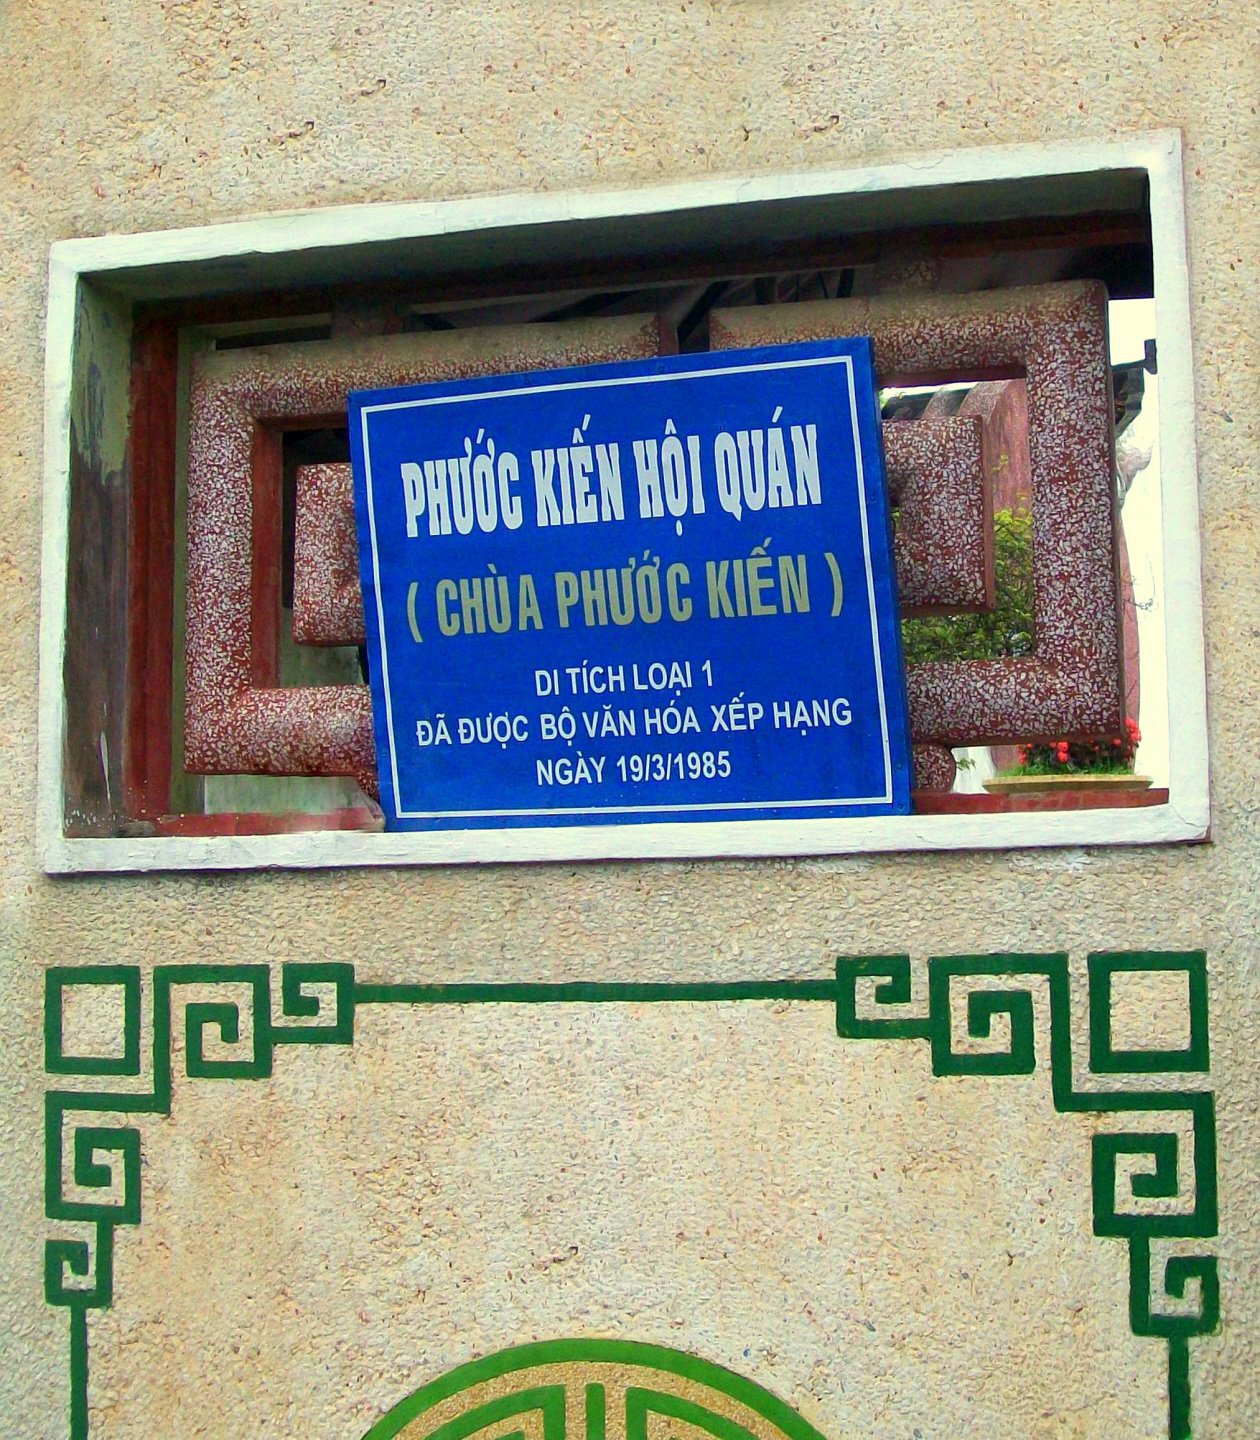 PHƯỚC KIẾN HỘI QUÁN
( CHÙA PHƯỚC KIẾN )
DI TÍCH LOẠI 1
ĐÃ ĐƯỢC BỘ VĂN HÓA XẾP HẠNG
NGÀY 19/3/1985